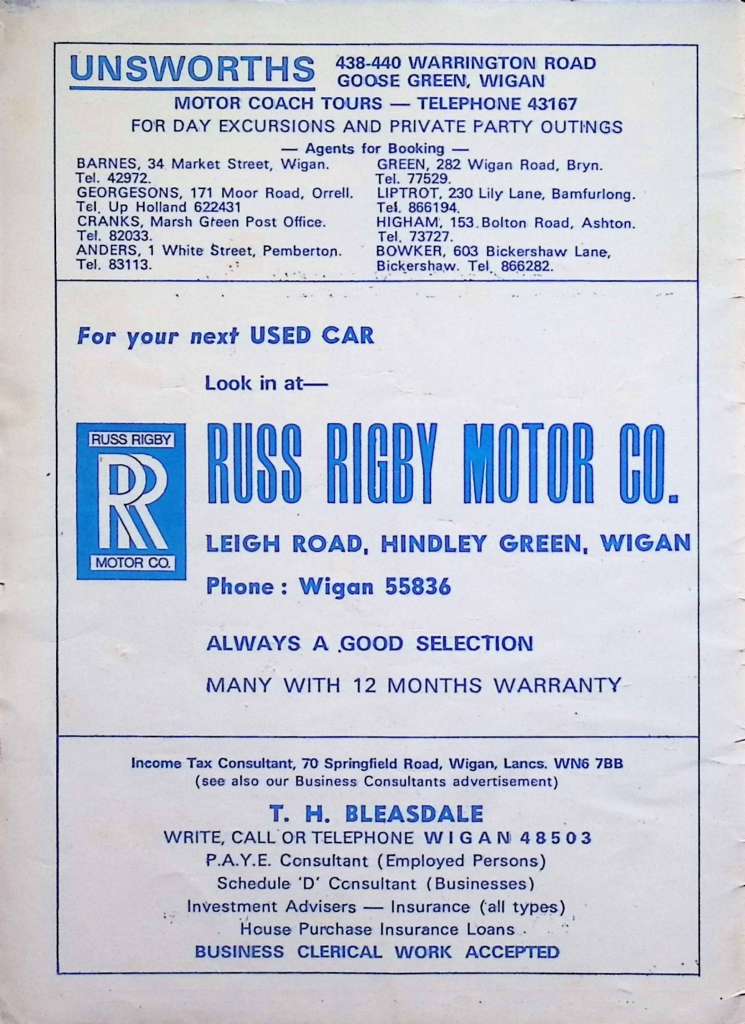 UNSWORTHS
438-440 WARRINGTON ROAD
GOOSE GREEN, WIGAN
MOTOR COACH TOURS — TELEPHONE 43167
FOR DAY EXCURSIONS AND PRIVATE PARTY OUTINGS
— Agents for Booking —
BARNES, 34 Market Street, Wigan.
Tel. 42972.
GEORGESONS, 171 Moor Road, Orrell.
Tel. Up Holland 622431
CRANKS, Marsh Green Post Office.
Tel. 82033.
ANDERS, 1 White Street, Pemberton.
Tel. 83113.
GREEN, 282 Wigan Road, Bryn.
Tel. 77529.
LIPTROT, 230 Lily Lane, Bamfurlong.
Tel. 866194.
HIGHAM, 153 Bolton Road, Ashton.
Tel. 73727.
BOWKER, 603 Bickershaw Lane,
Bickershaw. Tel. 866282.
For your next USED CAR
Look in at—
RUSS RIGBY
RR
MOTOR CO.
RUSS RIGBY MOTOR CO.
LEIGH ROAD, HINDLEY GREEN, WIGAN
Phone : Wigan 55836
ALWAYS A GOOD SELECTION
MANY WITH 12 MONTHS WARRANTY
Income Tax Consultant, 70 Springfield Road, Wigan, Lancs. WN6 7BB
(see also our Business Consultants advertisement)
T. H. BLEASDALE
WRITE, CALL OR TELEPHONE WIGAN 48503
P.A.Y.E. Consultant (Employed Persons)
Schedule 'D' Consultant (Businesses)
Investment Advisers — Insurance (all types)
House Purchase Insurance Loans
BUSINESS CLERICAL WORK ACCEPTED